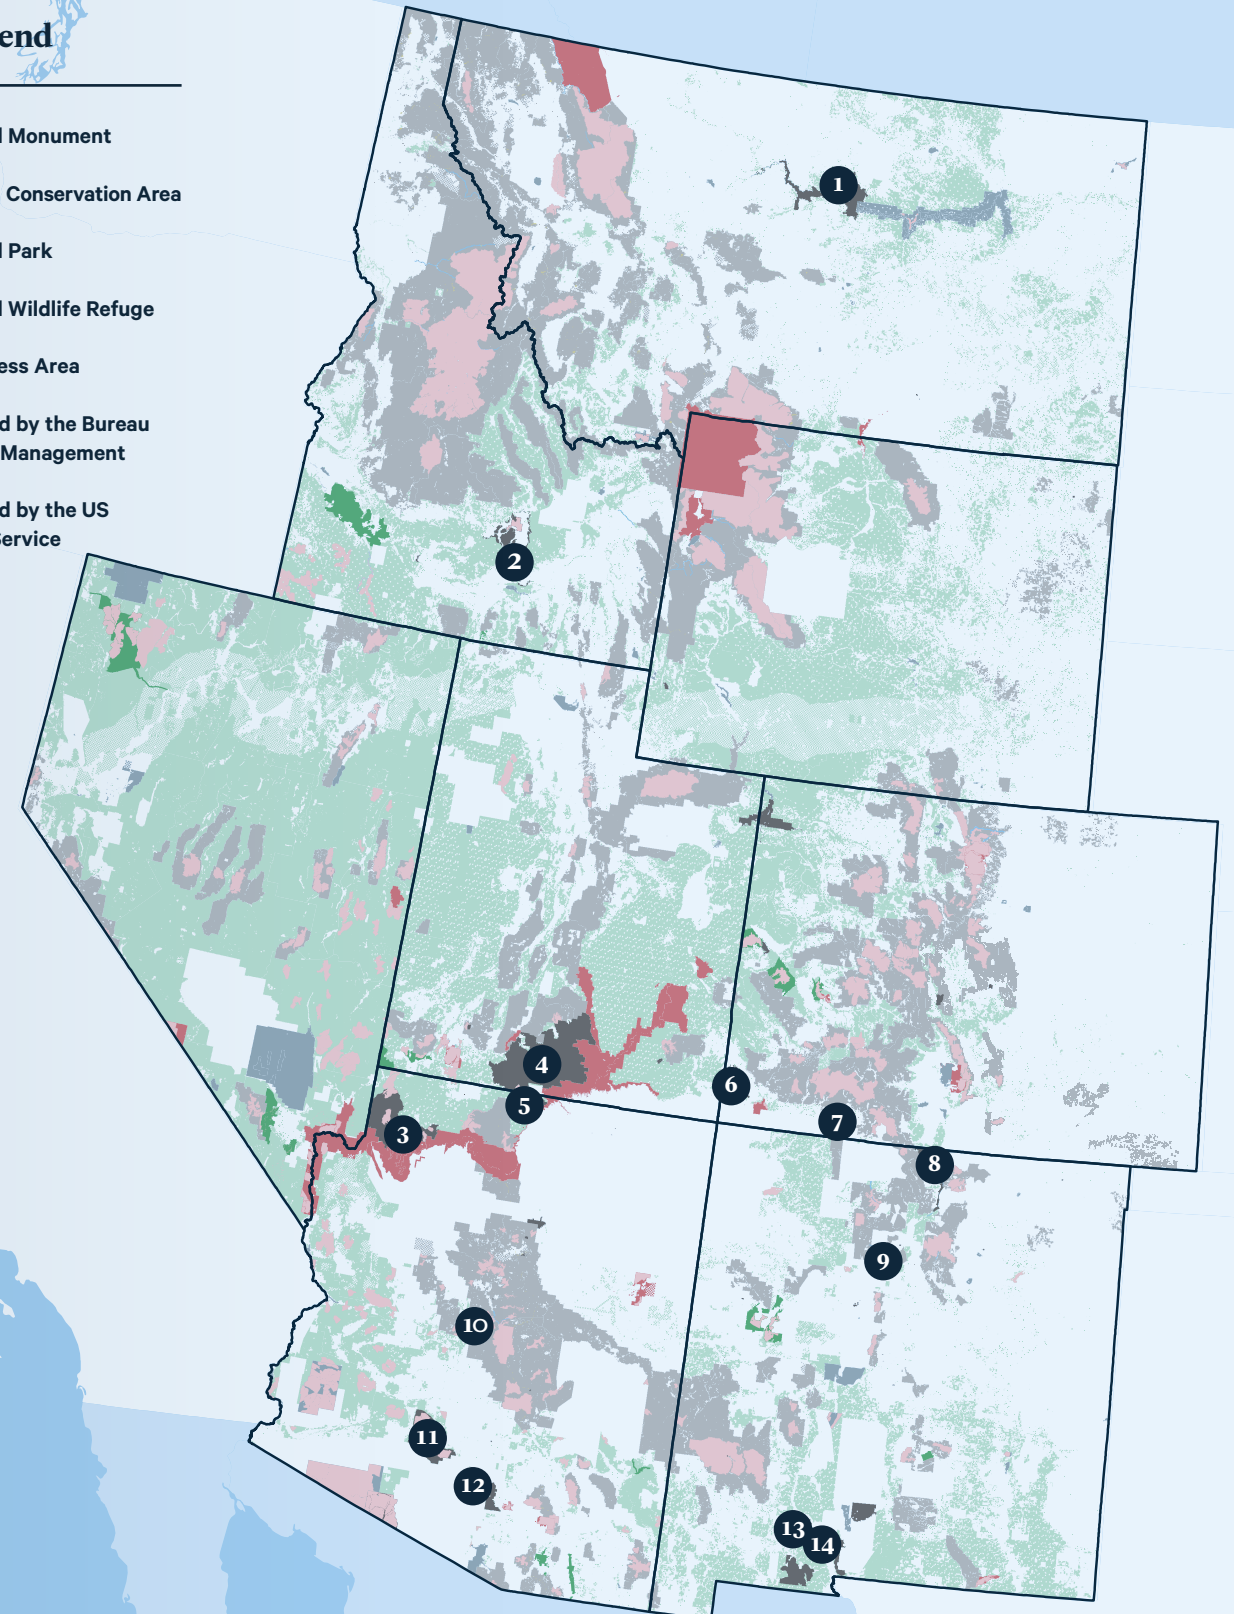 end
l Monument
Conservation Area
l Park
l Wildlife Refuge
ess Area
d by the Bureau
Management
d by the US
Service
1
2
3
4
5
6
7
8
9
10
11
12
13
14